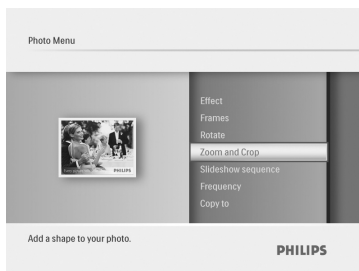 Photo Menu
Effect
Frames
Rotate
Zoom and Crop
Slideshow sequence
Frequency
Copy to
PHILIPS
Add a shape to your photo.
PHILIPS